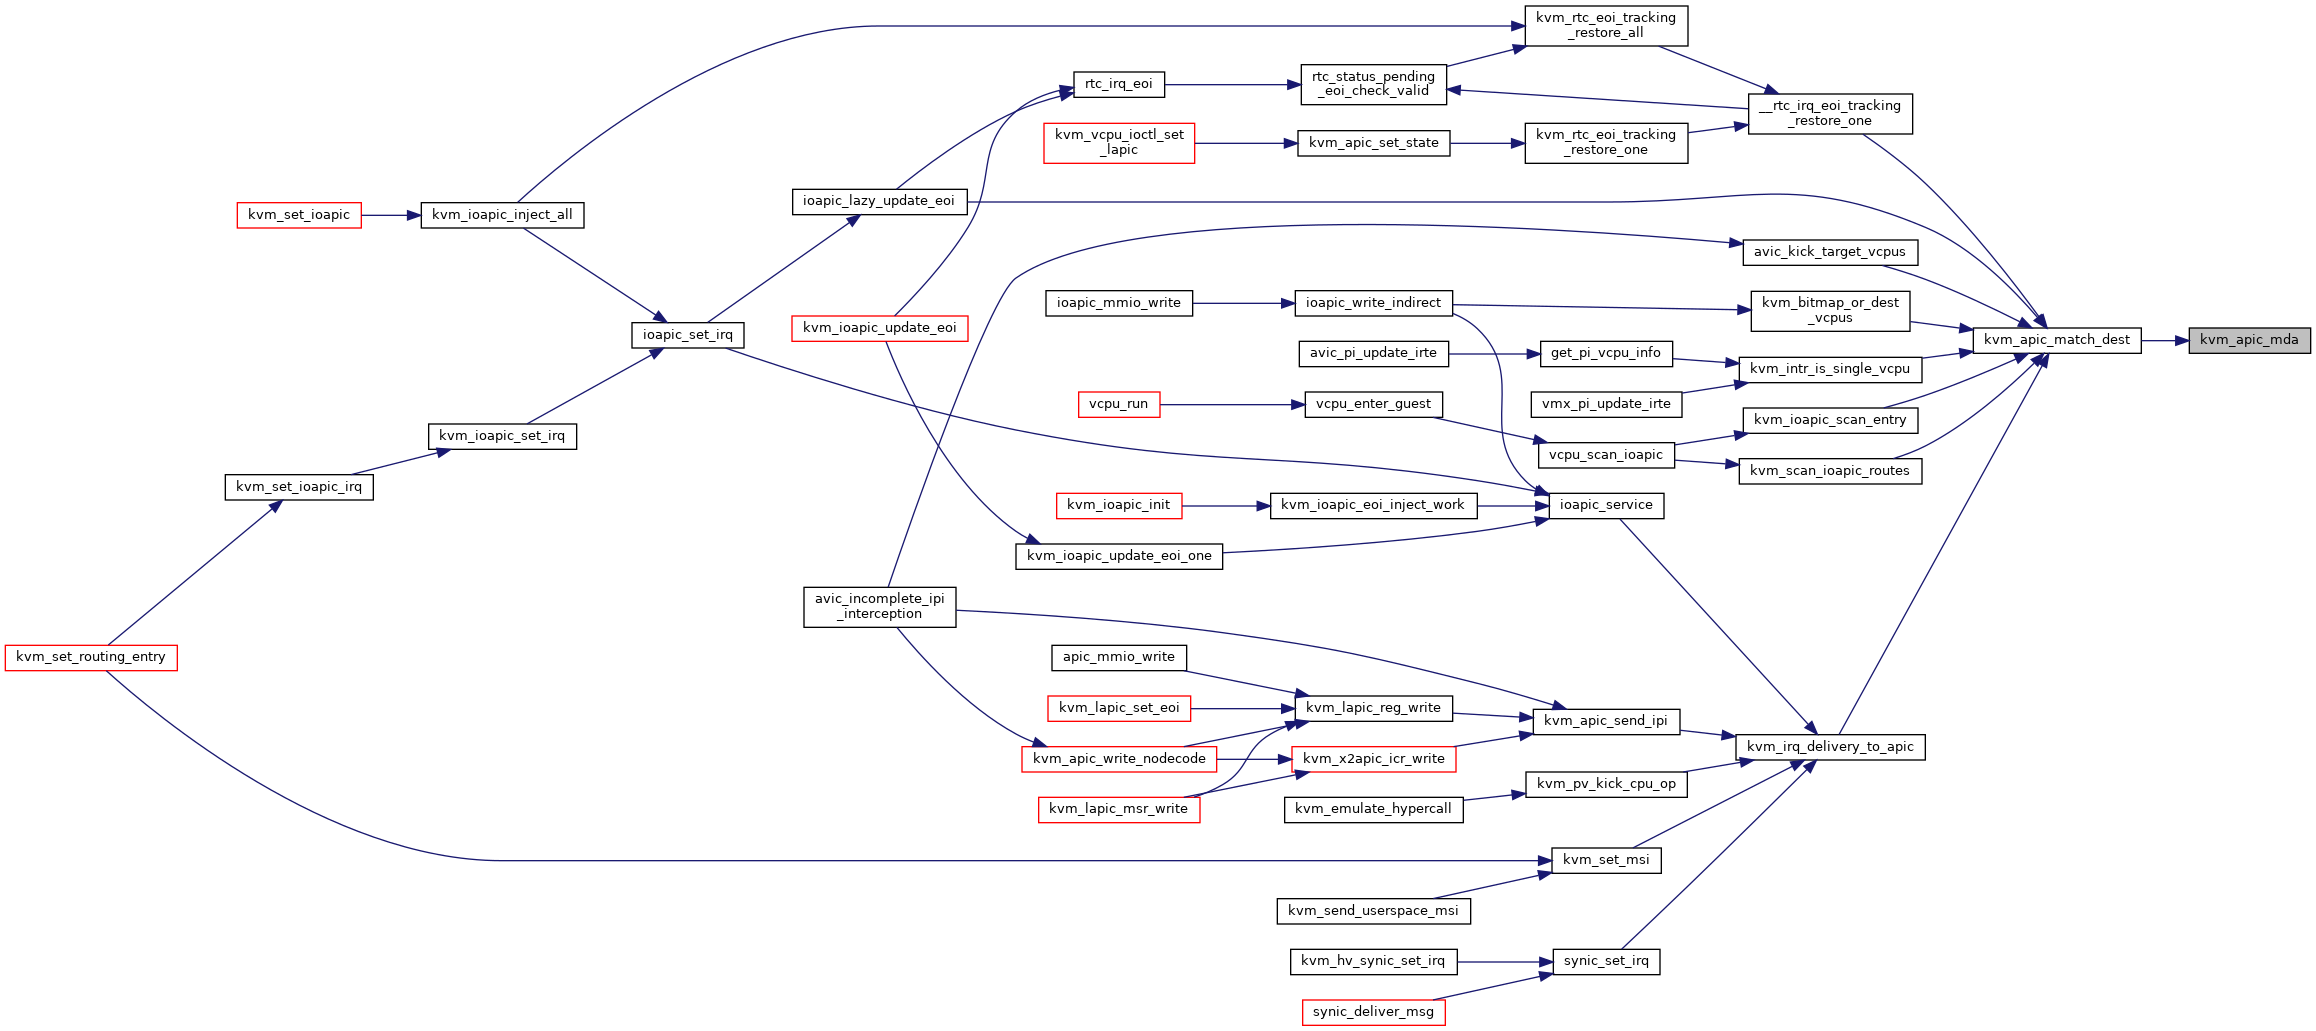 kvm_rtc_eoi_tracking
_restore_all
rtc_irq_eoi
rtc_status_pending
_eoi_check_valid
__rtc_irq_eoi_tracking
_restore_one
kvm_vcpu_ioctl_set
_lapic
kvm_apic_set_state
kvm_rtc_eoi_tracking
_restore_one
ioapic_lazy_update_eoi
kvm_set_ioapic
kvm_ioapic_inject_all
avic_kick_target_vcpus
ioapic_mmio_write
ioapic_write_indirect
kvm_bitmap_or_dest
_vcpus
kvm_ioapic_update_eoi
ioapic_set_irq
kvm_apic_match_dest
kvm_apic_mda
avic_pi_update_irte
get_pi_vcpu_info
kvm_intr_is_single_vcpu
vcpu_run
vcpu_enter_guest
vmx_pi_update_irte
kvm_ioapic_scan_entry
kvm_ioapic_set_irq
vcpu_scan_ioapic
kvm_scan_ioapic_routes
kvm_set_ioapic_irq
kvm_ioapic_init
kvm_ioapic_eoi_inject_work
ioapic_service
kvm_ioapic_update_eoi_one
avic_incomplete_ipi
_interception
kvm_set_routing_entry
apic_mmio_write
kvm_lapic_set_eoi
kvm_lapic_reg_write
kvm_apic_send_ipi
kvm_irq_delivery_to_apic
kvm_apic_write_nodecode
kvm_x2apic_icr_write
kvm_pv_kick_cpu_op
kvm_lapic_msr_write
kvm_emulate_hypercall
kvm_set_msi
kvm_send_userspace_msi
kvm_hv_synic_set_irq
synic_set_irq
synic_deliver_msg